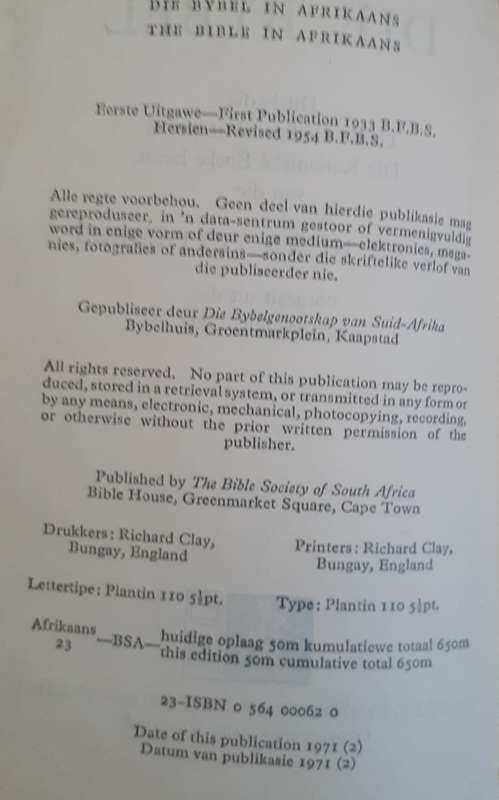 DIE BYBEL IN AFRIKAANS
THE BIBLE IN AFRIKAANS
Eerste Uitgawe—First Publication 1933 B.F.B.S.
Hersien—Revised 1954 B.F.B.S.
Alle regte voorbehou. Geen deel van hierdie publikasie mag
gereproduseer, in 'n data-sentrum gestoor of vermenigvuldig
word in enige vorm of deur enige medium—elektronies, mega-
nies, fotografies of andersins—sonder die skriftelike verlof van
die publiseerder nie.
Gepubliseer deur Die Bybelgenootskap van Suid-Afrika
Bybelhuis, Groentmarkplein, Kaapstad
All rights reserved. No part of this publication may be repro-
duced, stored in a retrieval system, or transmitted in any form or
by any means, electronic, mechanical, photocopying, recording,
or otherwise without the prior written permission of the
publisher.
Published by The Bible Society of South Africa
Bible House, Greenmarket Square, Cape Town
Drukkers: Richard Clay,
Bungay, England
Printers: Richard Clay,
Bungay, England
Lettertipe: Plantin 110 5½pt.
Type: Plantin 110 5½pt.
Afrikaans
23
—BSA—
huidige oplaag 50m kumulatiewe totaal 650m
this edition 50m cumulative total 650m
23-ISBN 0 564 00062 0
Date of this publication 1971 (2)
Datum van publikasie 1971 (2)